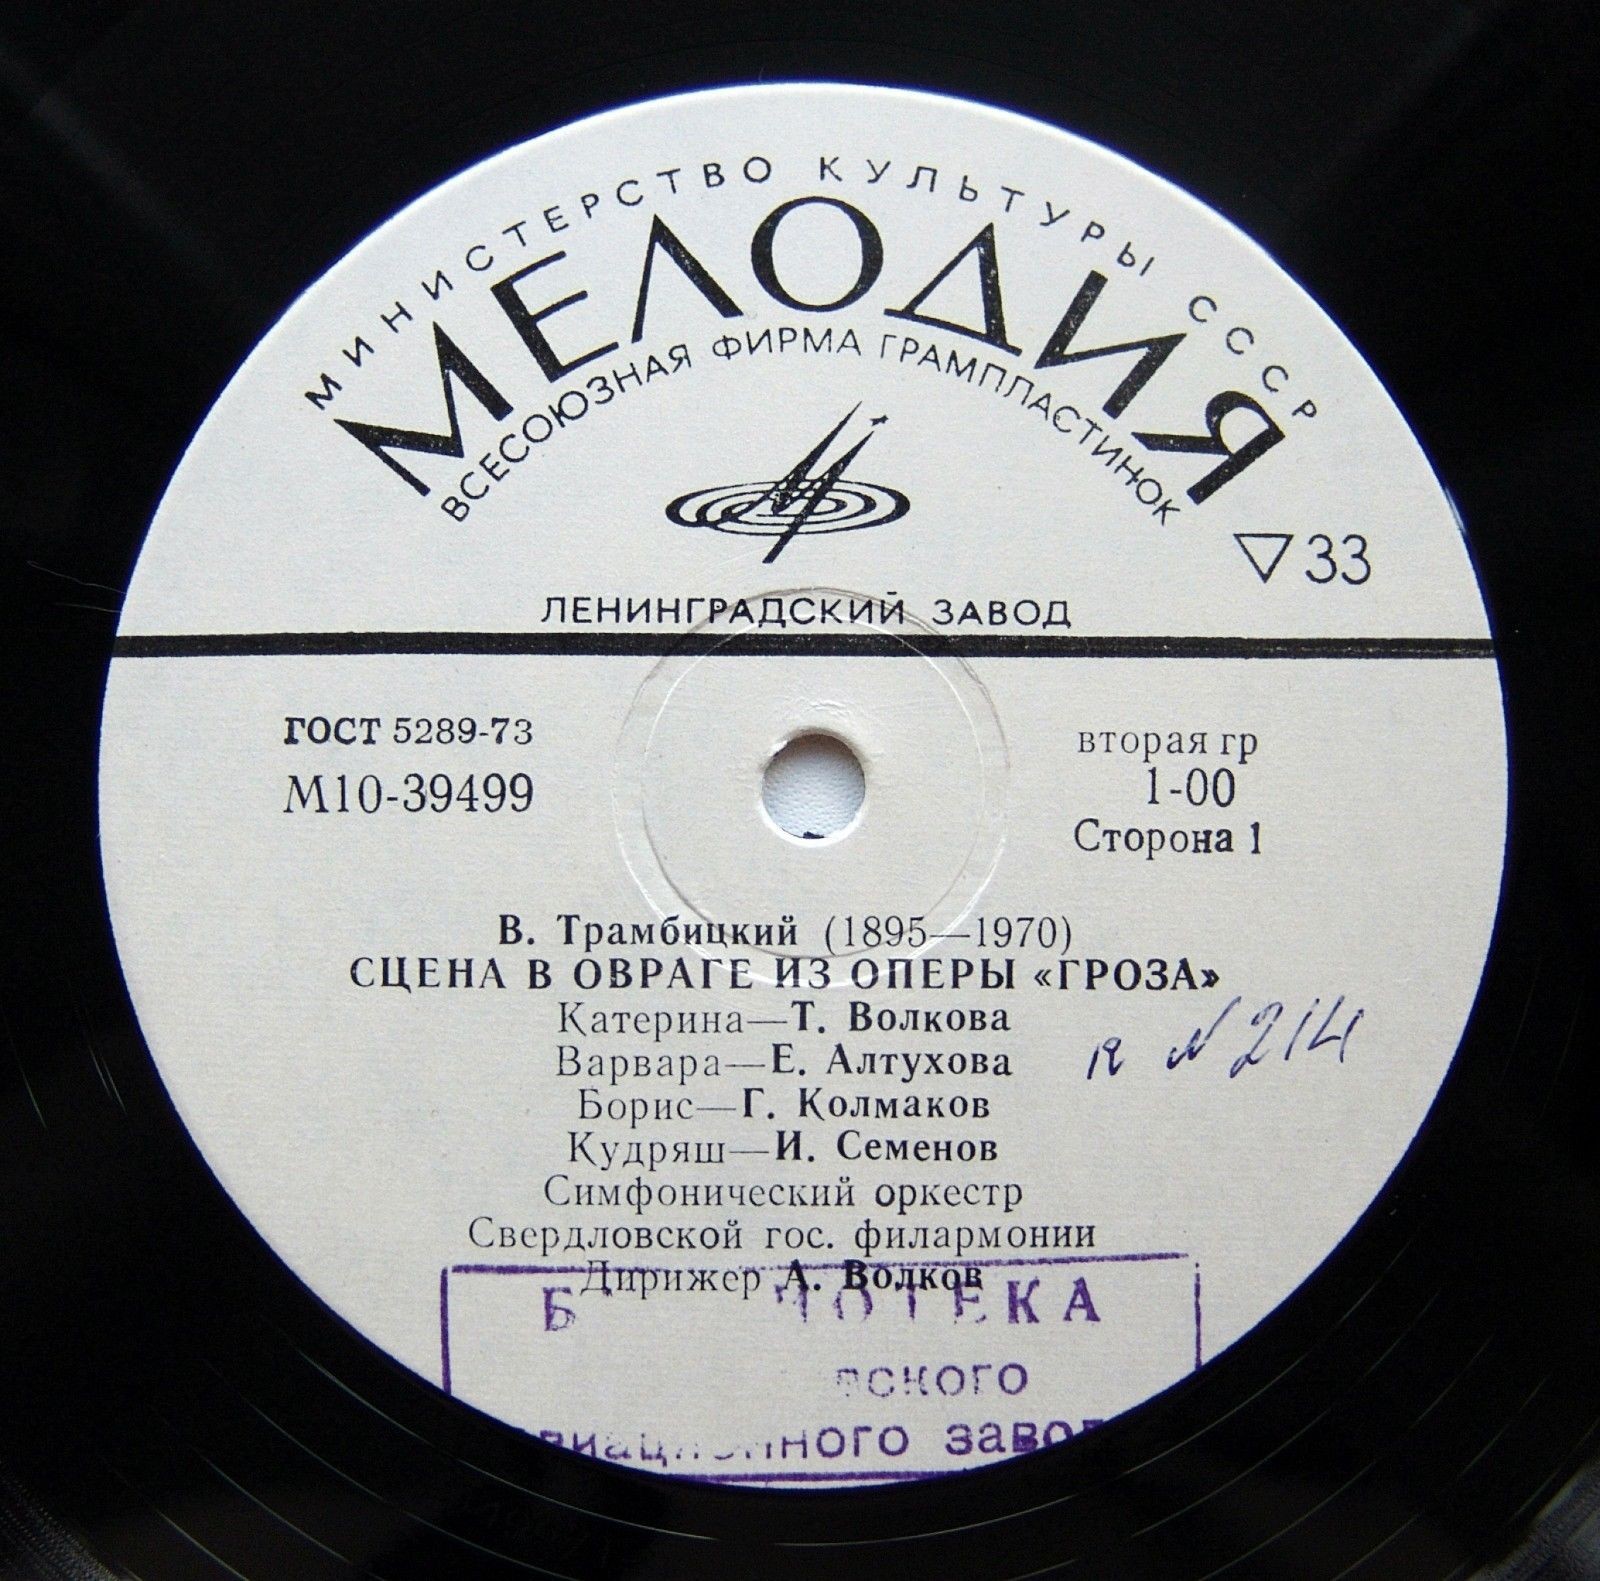 МИНИСТЕРСТВО КУЛЬТУРЫ СССР
МЕЛОДИЯ
ВСЕСОЮЗНАЯ ФИРМА ГРАМПЛАСТИНОК
▽33
ЛЕНИНГРАДСКИЙ ЗАВОД
ГОСТ 5289-73
М10-39499
вторая гр
1-00
Сторона 1
В. Трамбицкий (1895—1970)
СЦЕНА В ОВРАГЕ ИЗ ОПЕРЫ «ГРОЗА»
Катерина—Т. Волкова
Варвара—Е. Алтухова
Борис—Г. Колмаков
Кудряш—И. Семенов
Симфонический оркестр
Свердловской гос. филармонии
Дирижер А. Волков
№ 214